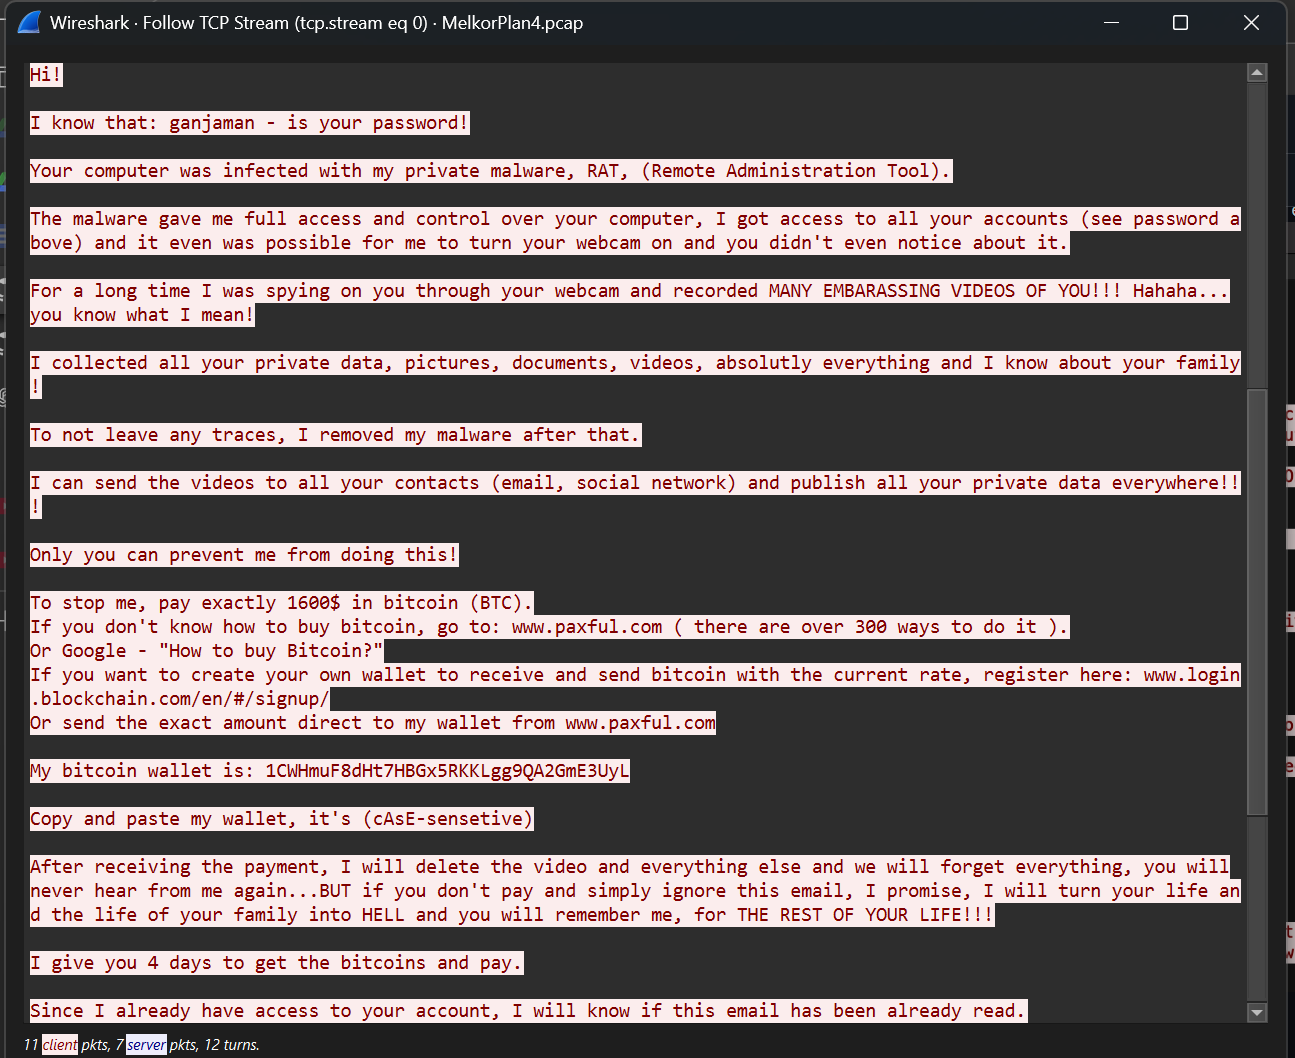 Wireshark · Follow TCP Stream (tcp.stream eq 0) · MelkorPlan4.pcap
Hi!
I know that: ganjaman - is your password!
Your computer was infected with my private malware, RAT, (Remote Administration Tool).
The malware gave me full access and control over your computer, I got access to all your accounts (see password a
bove) and it even was possible for me to turn your webcam on and you didn't even notice about it.
For a long time I was spying on you through your webcam and recorded MANY EMBARASSING VIDEOS OF YOU!!! Hahaha...
you know what I mean!
I collected all your private data, pictures, documents, videos, absolutly everything and I know about your family
!
To not leave any traces, I removed my malware after that.
I can send the videos to all your contacts (email, social network) and publish all your private data everywhere!!
!
Only you can prevent me from doing this!
To stop me, pay exactly 1600$ in bitcoin (BTC).
If you don't know how to buy bitcoin, go to: www.paxful.com ( there are over 300 ways to do it ).
Or Google - "How to buy Bitcoin?"
If you want to create your own wallet to receive and send bitcoin with the current rate, register here: www.login
.blockchain.com/en/#/signup/
Or send the exact amount direct to my wallet from www.paxful.com
My bitcoin wallet is: 1CWHmuF8dHt7HBGx5RKKLgg9QA2GmE3UyL
Copy and paste my wallet, it's (cAsE-sensetive)
After receiving the payment, I will delete the video and everything else and we will forget everything, you will
never hear from me again...BUT if you don't pay and simply ignore this email, I promise, I will turn your life an
d the life of your family into HELL and you will remember me, for THE REST OF YOUR LIFE!!!
I give you 4 days to get the bitcoins and pay.
Since I already have access to your account, I will know if this email has been already read.
11 client pkts, 7 server pkts, 12 turns.